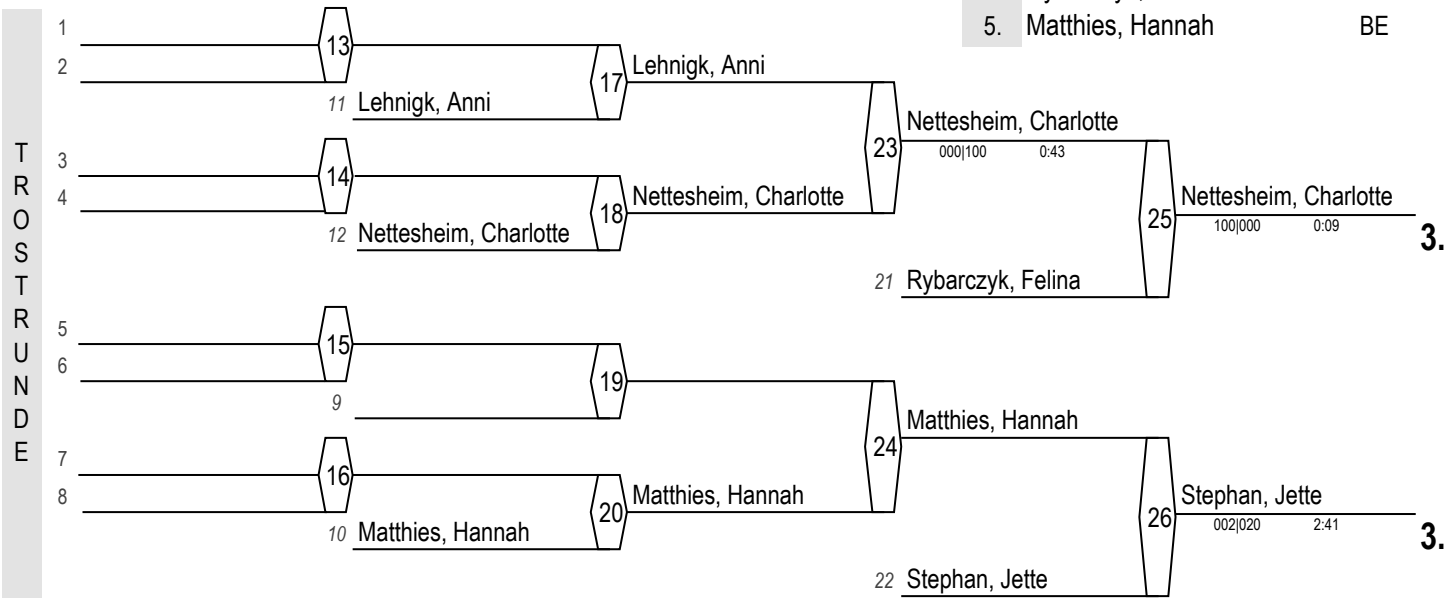 5. Matthies, Hannah BE
TROSTRUNDE
1
13
2
17 Lehnigk, Anni
11 Lehnigk, Anni
23 Nettesheim, Charlotte
000|100 0:43
3
14
4
18 Nettesheim, Charlotte
12 Nettesheim, Charlotte
25 Nettesheim, Charlotte
100|000 0:09
3.
21 Rybarczyk, Felina
5
15
6
19
9
24 Matthies, Hannah
7
16
8
20 Matthies, Hannah
10 Matthies, Hannah
26 Stephan, Jette
002|020 2:41
3.
22 Stephan, Jette